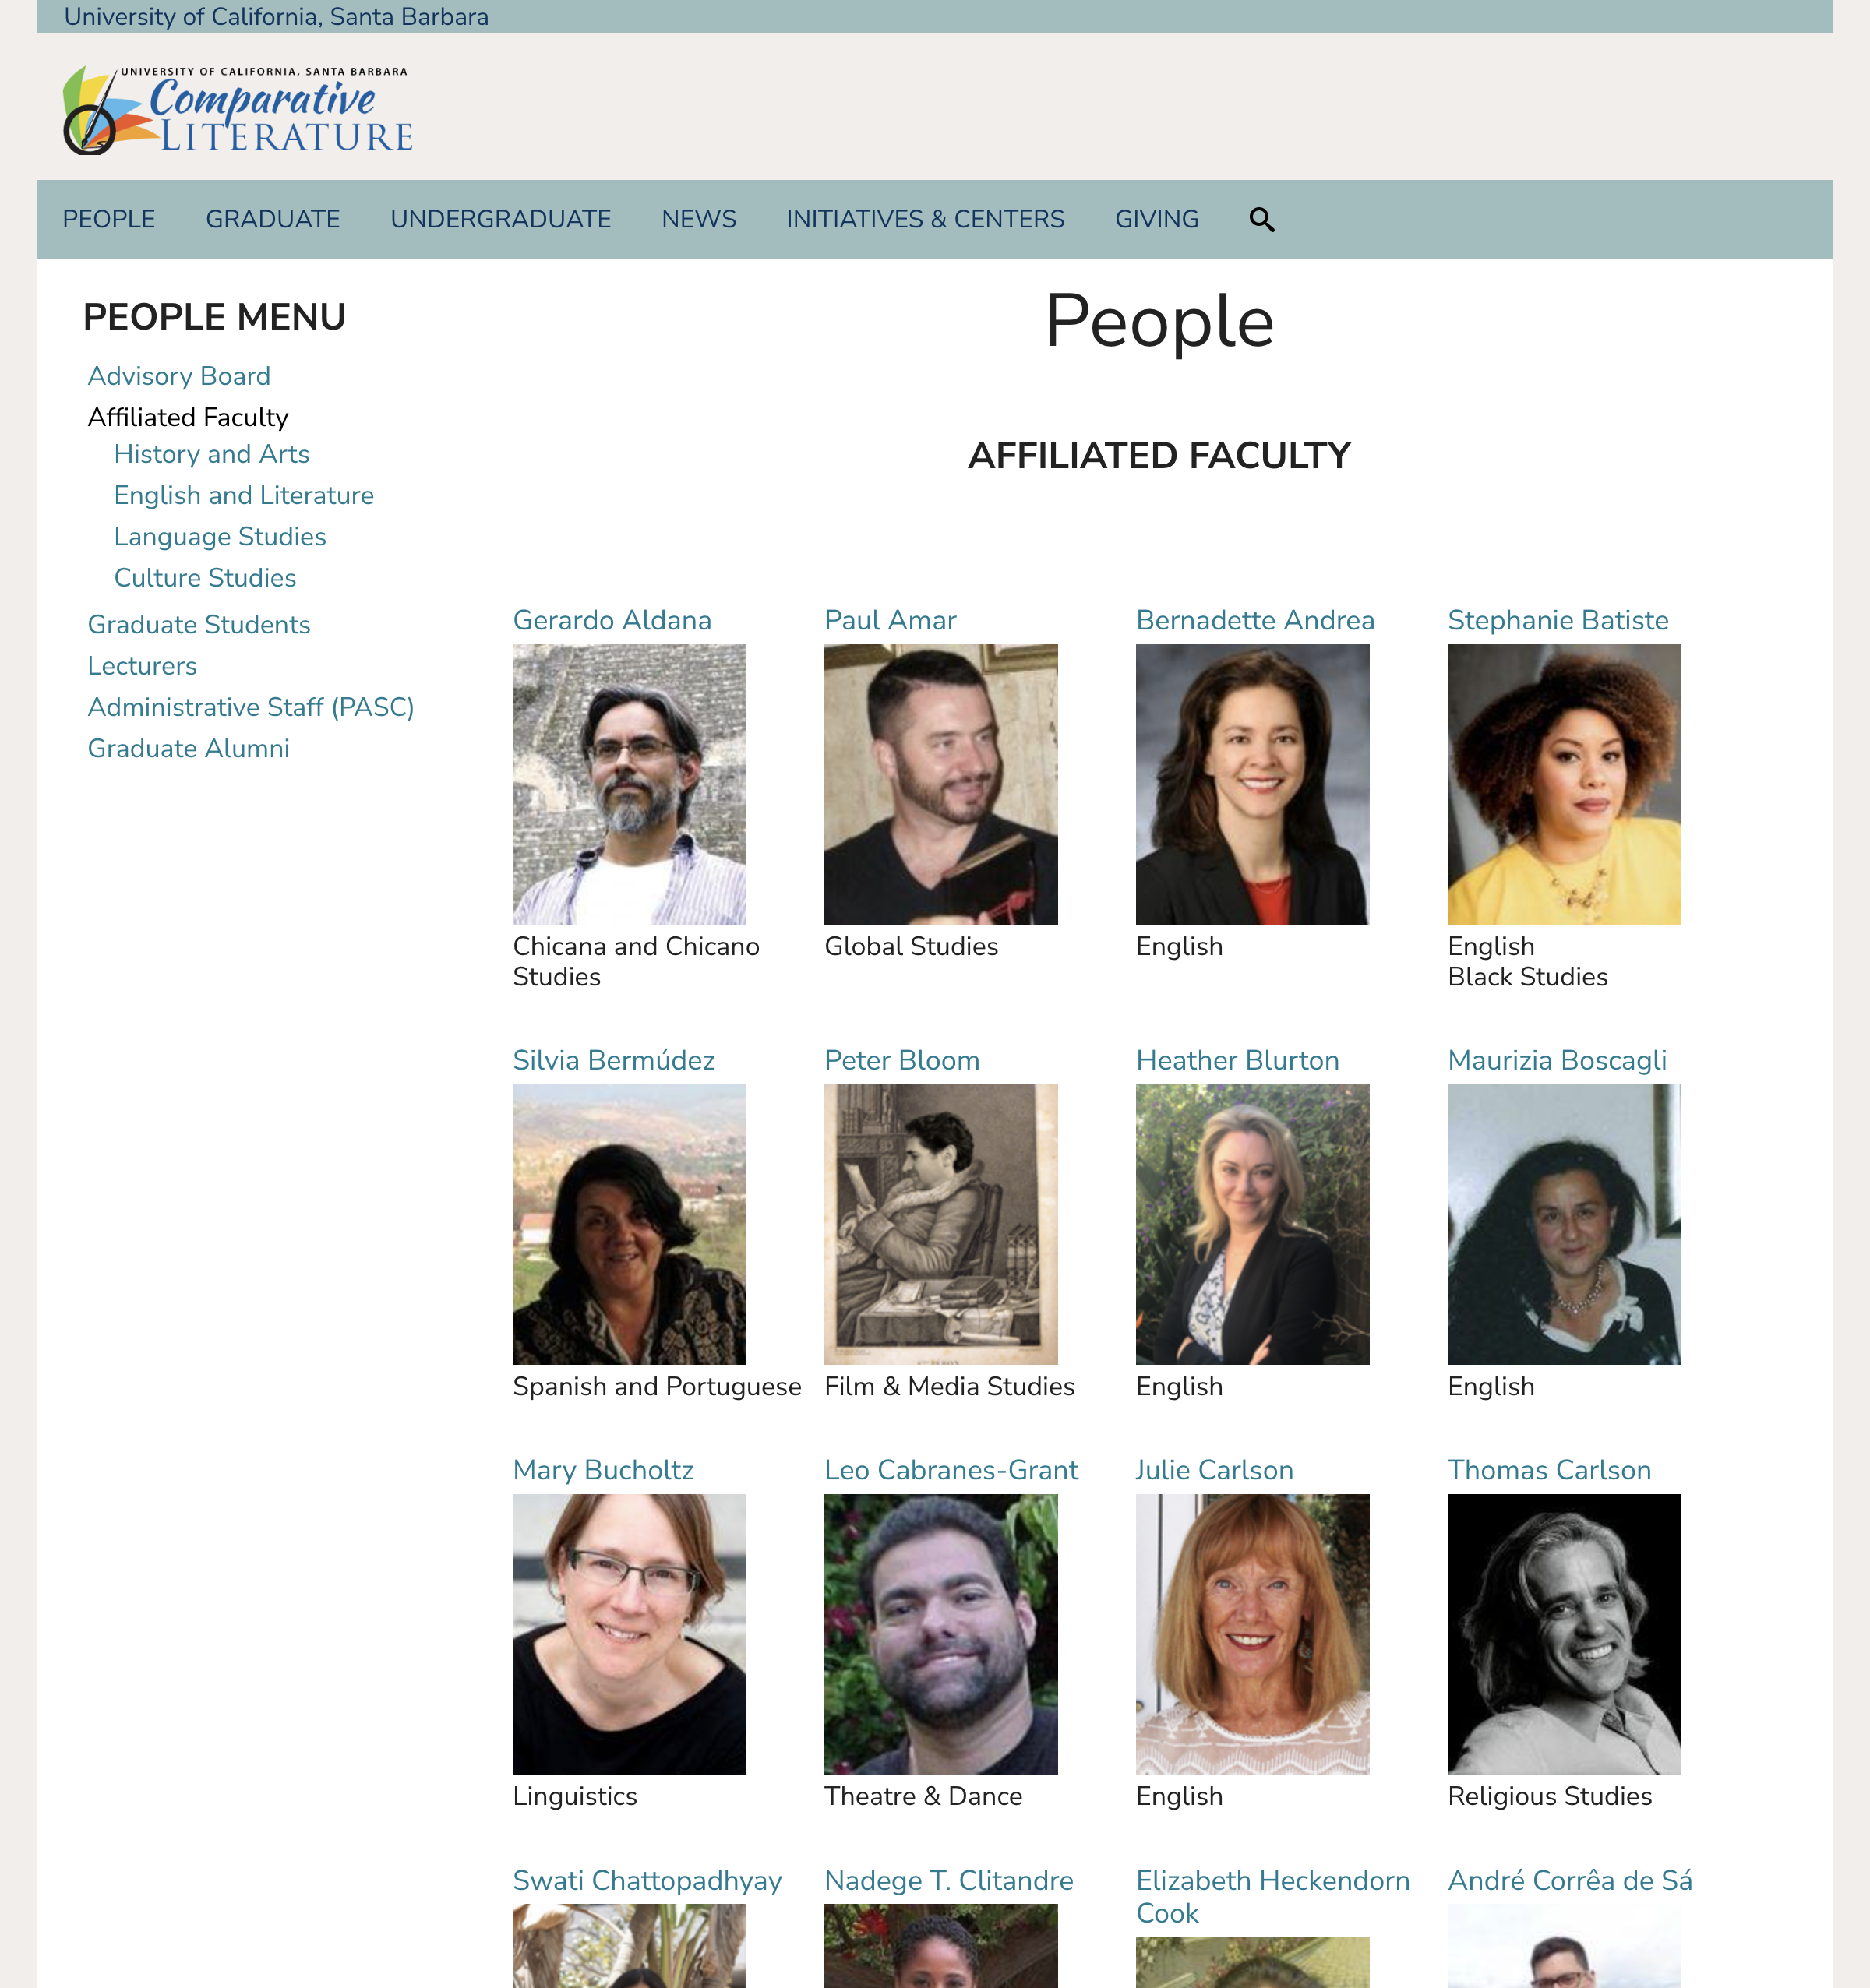 University of California, Santa Barbara
UNIVERSITY OF CALIFORNIA, SANTA BARBARA
Comparative
LITERATURE
PEOPLE GRADUATE UNDERGRADUATE NEWS INITIATIVES & CENTERS GIVING
PEOPLE MENU
Advisory Board
Affiliated Faculty
History and Arts
English and Literature
Language Studies
Culture Studies
Graduate Students
Lecturers
Administrative Staff (PASC)
Graduate Alumni
People
AFFILIATED FACULTY
Gerardo Aldana
Chicana and Chicano
Studies
Paul Amar
Global Studies
Bernadette Andrea
English
Stephanie Batiste
English
Black Studies
Silvia Bermúdez
Spanish and Portuguese
Peter Bloom
Film & Media Studies
Heather Blurton
English
Maurizia Boscagli
English
Mary Bucholtz
Linguistics
Leo Cabranes-Grant
Theatre & Dance
Julie Carlson
English
Thomas Carlson
Religious Studies
Swati Chattopadhyay
Nadege T. Clitandre
Elizabeth Heckendorn
Cook
André Corrêa de Sá